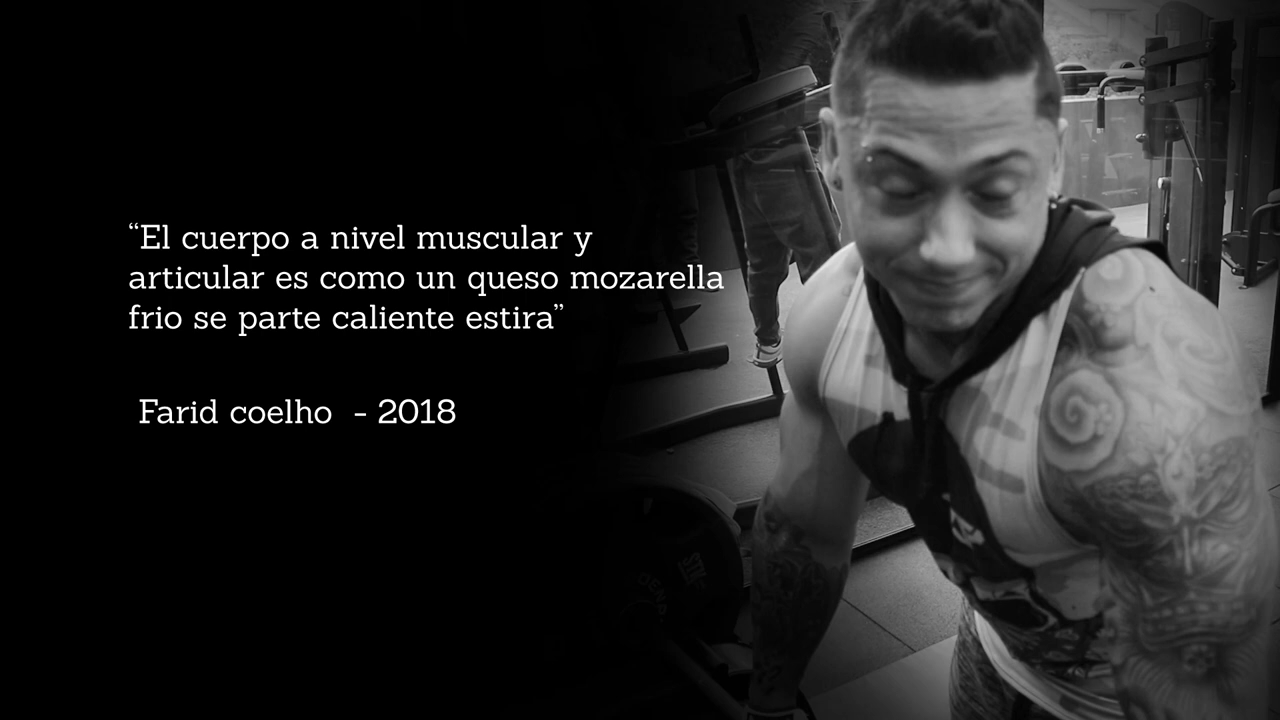 “El cuerpo a nivel muscular y
articular es como un queso mozarella
frio se parte caliente estira”
Farid coelho - 2018